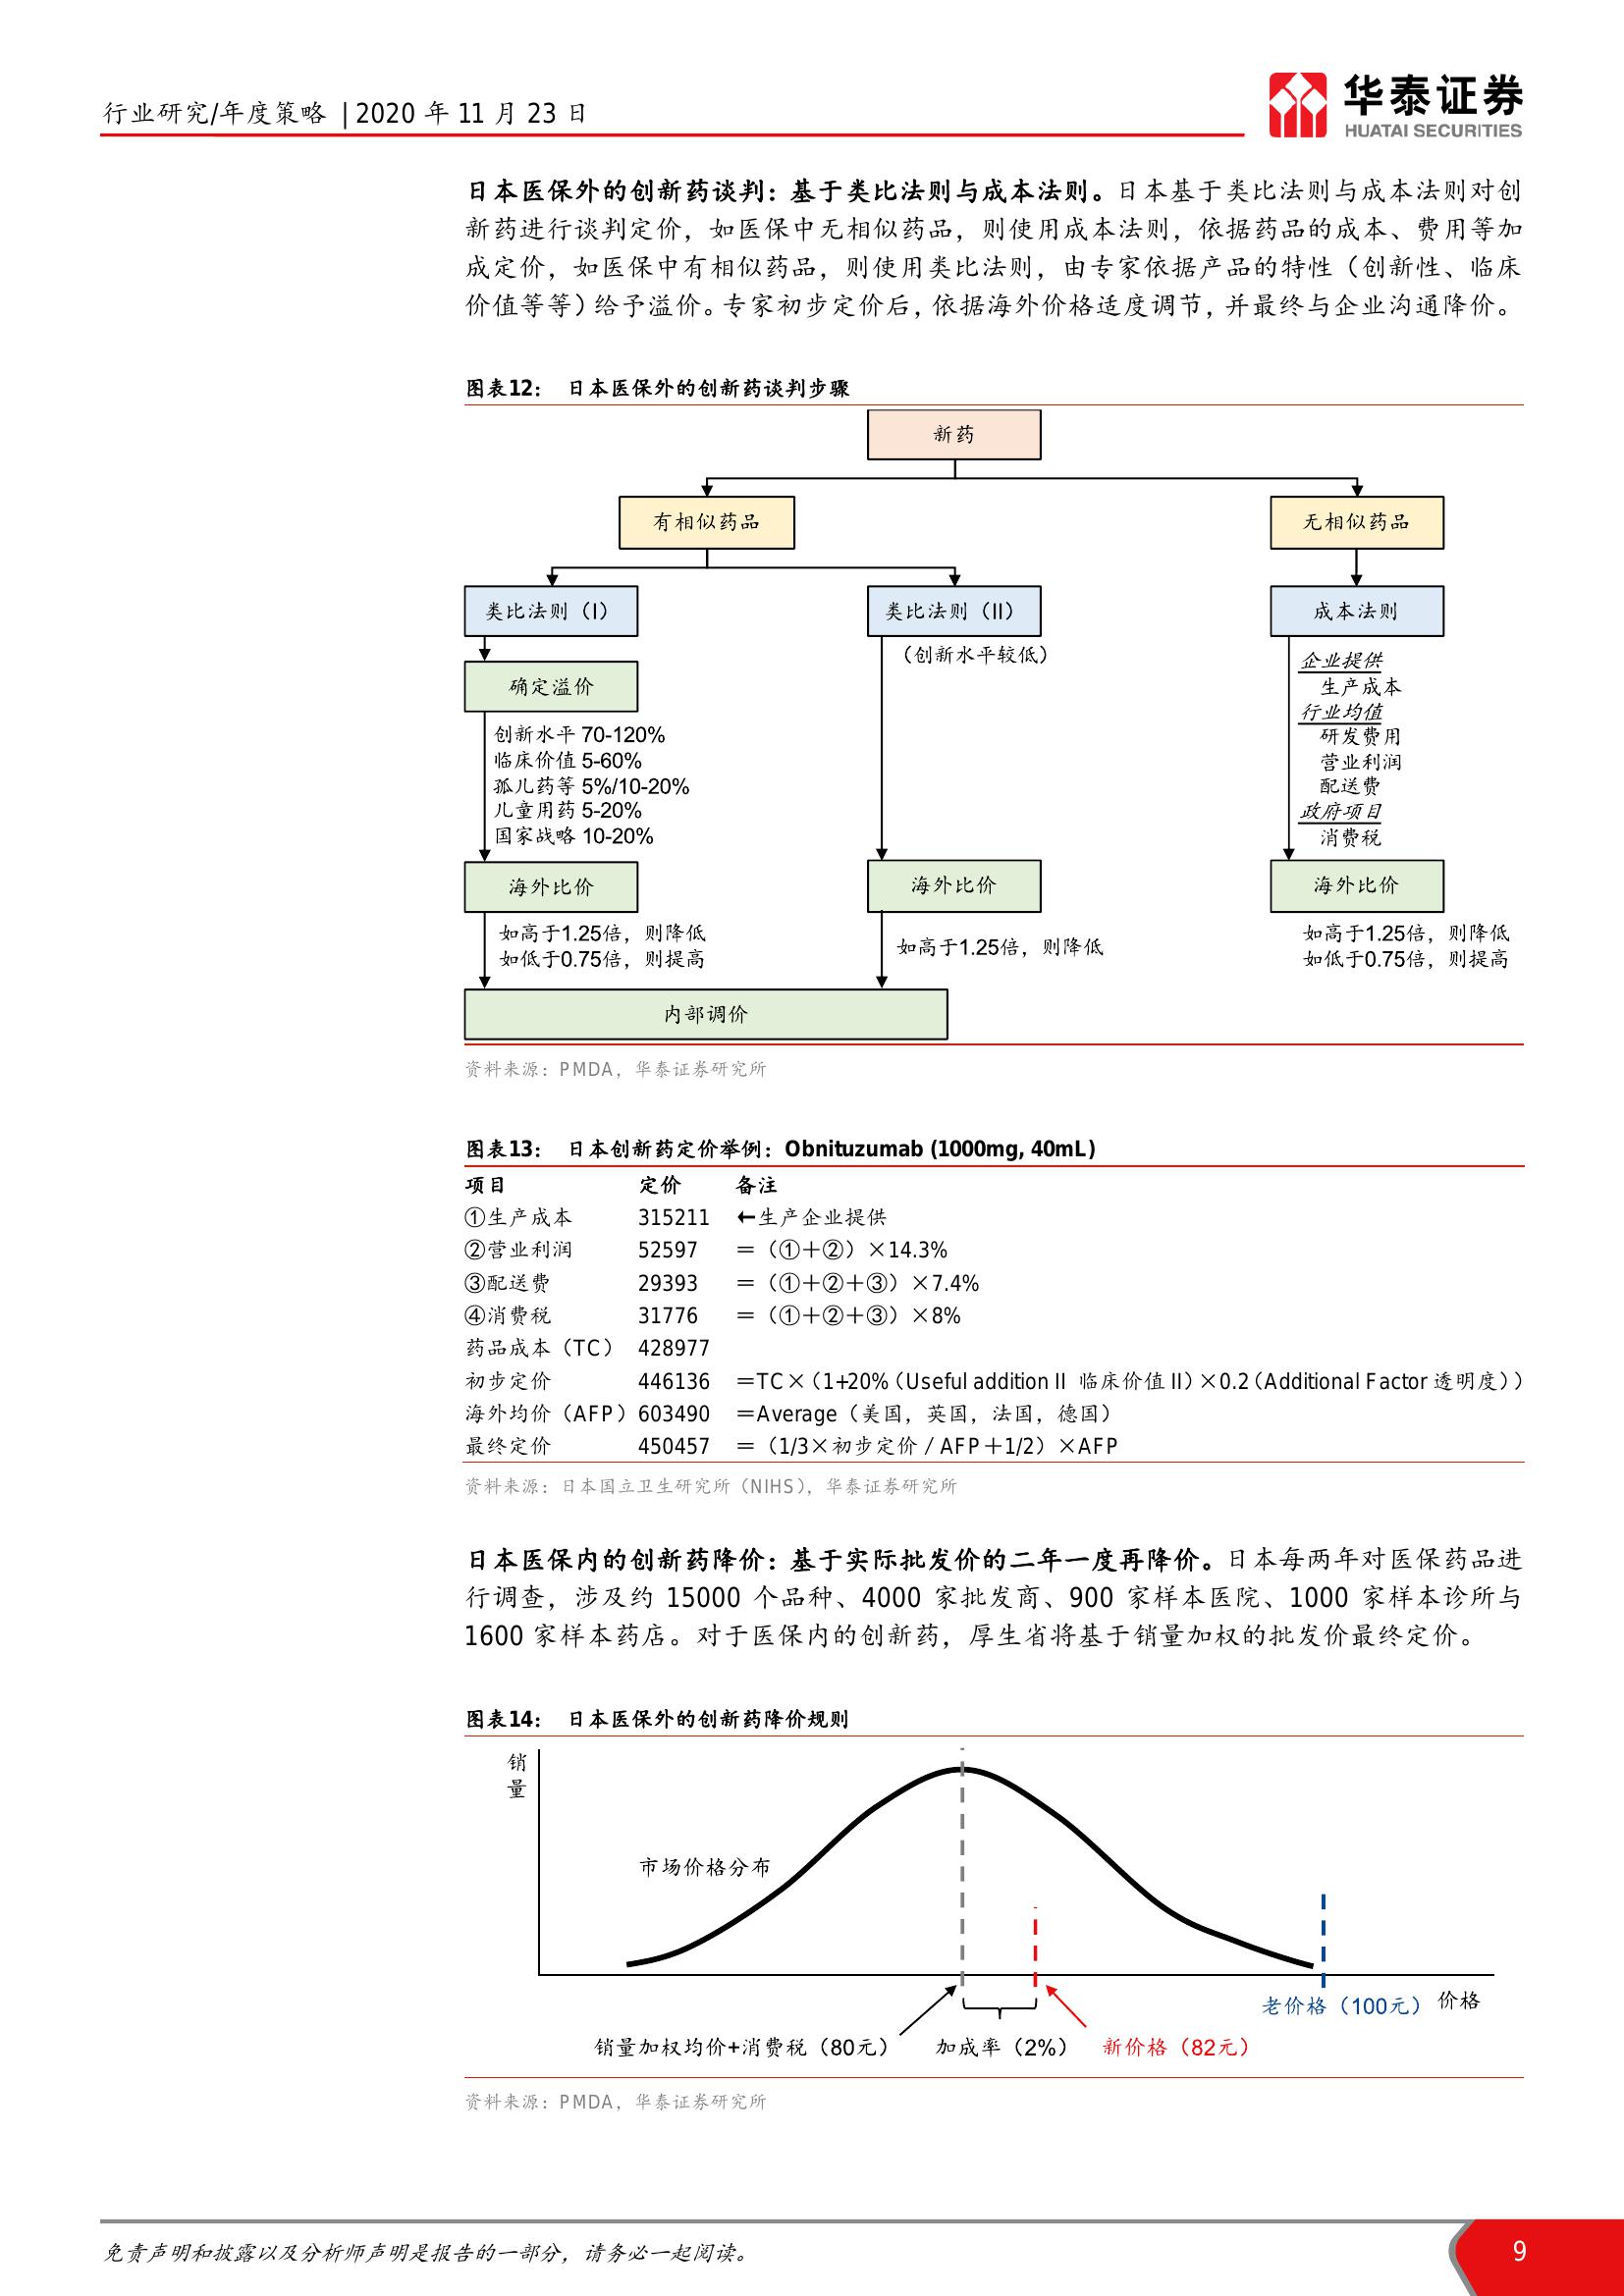 行业研究/年度策略 | 2020 年 11 月 23 日
华泰证券
HUATAI SECURITIES
日本医保外的创新药谈判：基于类比法则与成本法则。日本基于类比法则与成本法则对创
新药进行谈判定价，如医保中无相似药品，则使用成本法则，依据药品的成本、费用等加
成定价，如医保中有相似药品，则使用类比法则，由专家依据产品的特性（创新性、临床
价值等等）给予溢价。专家初步定价后，依据海外价格适度调节，并最终与企业沟通降价。
图表12： 日本医保外的创新药谈判步骤
新药
有相似药品
无相似药品
类比法则（I）
类比法则（II）
成本法则
（创新水平较低）
确定溢价
创新水平 70-120%
临床价值 5-60%
孤儿药等 5%/10-20%
儿童用药 5-20%
国家战略 10-20%
企业提供
生产成本
行业均值
研发费用
营业利润
配送费
政府项目
消费税
海外比价
海外比价
海外比价
如高于1.25倍，则降低
如低于0.75倍，则提高
如高于1.25倍，则降低
如高于1.25倍，则降低
如低于0.75倍，则提高
内部调价
资料来源：PMDA，华泰证券研究所
图表13： 日本创新药定价举例：Obnituzumab (1000mg, 40mL)
项目 定价 备注
①生产成本 315211 ←生产企业提供
②营业利润 52597 ＝（①＋②）×14.3%
③配送费 29393 ＝（①＋②＋③）×7.4%
④消费税 31776 ＝（①＋②＋③）×8%
药品成本（TC） 428977
初步定价 446136 ＝TC×（1+20%（Useful addition II 临床价值 II）×0.2（Additional Factor 透明度））
海外均价（AFP） 603490 ＝Average（美国，英国，法国，德国）
最终定价 450457 ＝（1/3×初步定价 / AFP＋1/2）×AFP
资料来源：日本国立卫生研究所（NIHS），华泰证券研究所
日本医保内的创新药降价：基于实际批发价的二年一度再降价。日本每两年对医保药品进
行调查，涉及约 15000 个品种、4000 家批发商、900 家样本医院、1000 家样本诊所与
1600 家样本药店。对于医保内的创新药，厚生省将基于销量加权的批发价最终定价。
图表14： 日本医保外的创新药降价规则
销
量
市场价格分布
老价格（100元） 价格
销量加权均价+消费税（80元） 加成率（2%） 新价格（82元）
资料来源：PMDA，华泰证券研究所
免责声明和披露以及分析师声明是报告的一部分，请务必一起阅读。 9